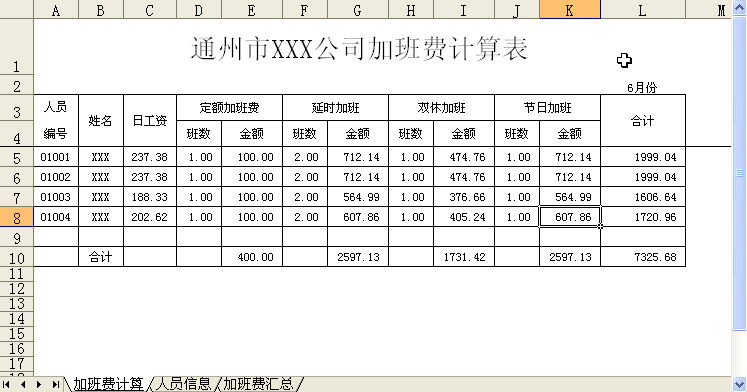 A B C D E F G H I J K L M
1 通州市XXX公司加班费计算表
2 6月份
3 人员 姓名 日工资 定额加班费 延时加班 双休加班 节日加班 合计
4 编号 班数 金额 班数 金额 班数 金额 班数 金额
5 01001 XXX 237.38 1.00 100.00 2.00 712.14 1.00 474.76 1.00 712.14 1999.04
6 01002 XXX 237.38 1.00 100.00 2.00 712.14 1.00 474.76 1.00 712.14 1999.04
7 01003 XXX 188.33 1.00 100.00 2.00 564.99 1.00 376.66 1.00 564.99 1606.64
8 01004 XXX 202.62 1.00 100.00 2.00 607.86 1.00 405.24 1.00 607.86 1720.96
9
10 合计 400.00 2597.13 1731.42 2597.13 7325.68
11
12
13
14
15
16
17
加班费计算 人员信息 加班费汇总